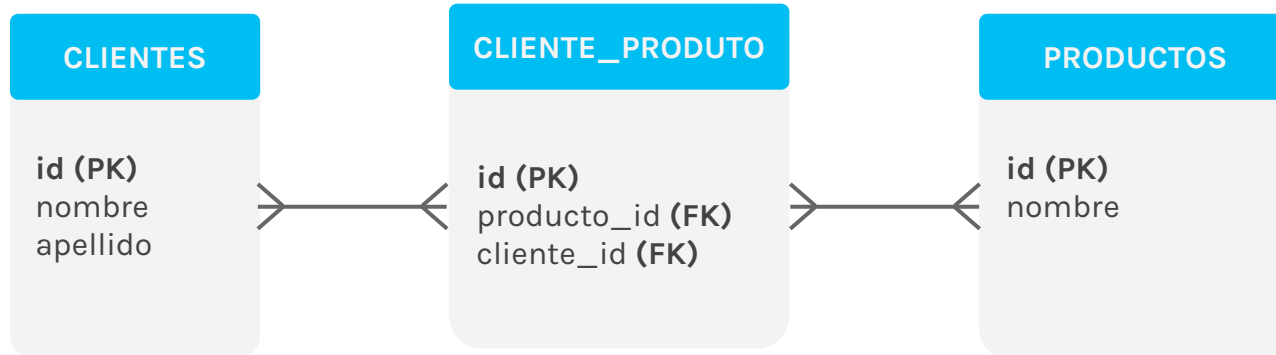 CLIENTES
id (PK)
nombre
apellido
CLIENTE_PRODUTO
id (PK)
producto_id (FK)
cliente_id (FK)
PRODUCTOS
id (PK)
nombre